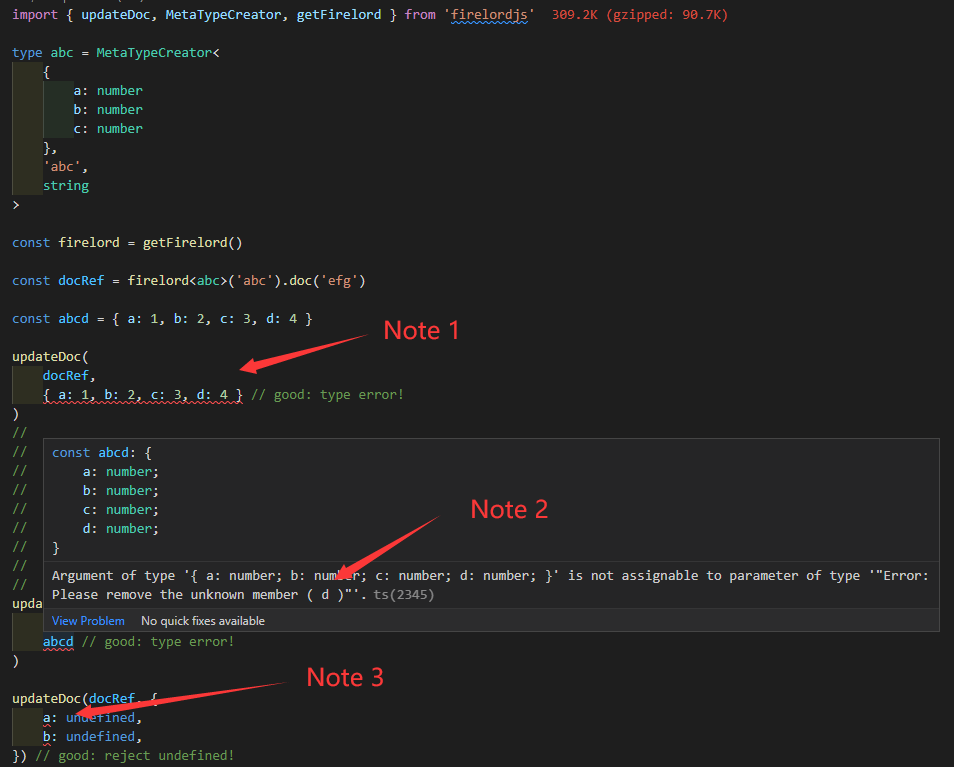 import { updateDoc, MetaTypeCreator, getFirelord } from 'firelordjs' 309.2K (gzipped: 90.7K)
type abc = MetaTypeCreator<
{
a: number
b: number
c: number
},
'abc',
string
>
const firelord = getFirelord()
const docRef = firelord<abc>('abc').doc('efg')
const abcd = { a: 1, b: 2, c: 3, d: 4 }
Note 1
updateDoc(
docRef,
{ a: 1, b: 2, c: 3, d: 4 } // good: type error!
)
//
//
//
//
//
//
//
//
//
const abcd: {
a: number;
b: number;
c: number;
d: number;
}
Note 2
Argument of type '{ a: number; b: number; c: number; d: number; }' is not assignable to parameter of type '"Error:
Please remove the unknown member ( d )"'. ts(2345)
View Problem No quick fixes available
upda
abcd // good: type error!
)
Note 3
updateDoc(docRef, {
a: undefined,
b: undefined,
}) // good: reject undefined!